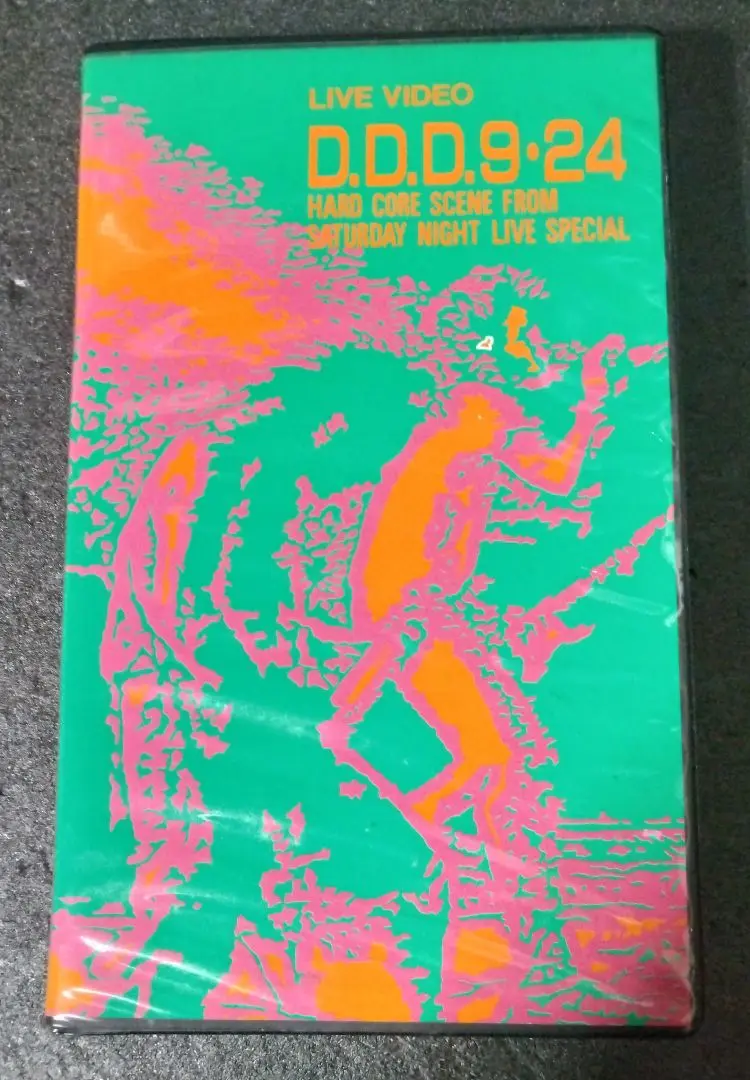 LIVE VIDEO
D.D.D.9·24
HARD CORE SCENE FROM
SATURDAY NIGHT LIVE SPECIAL